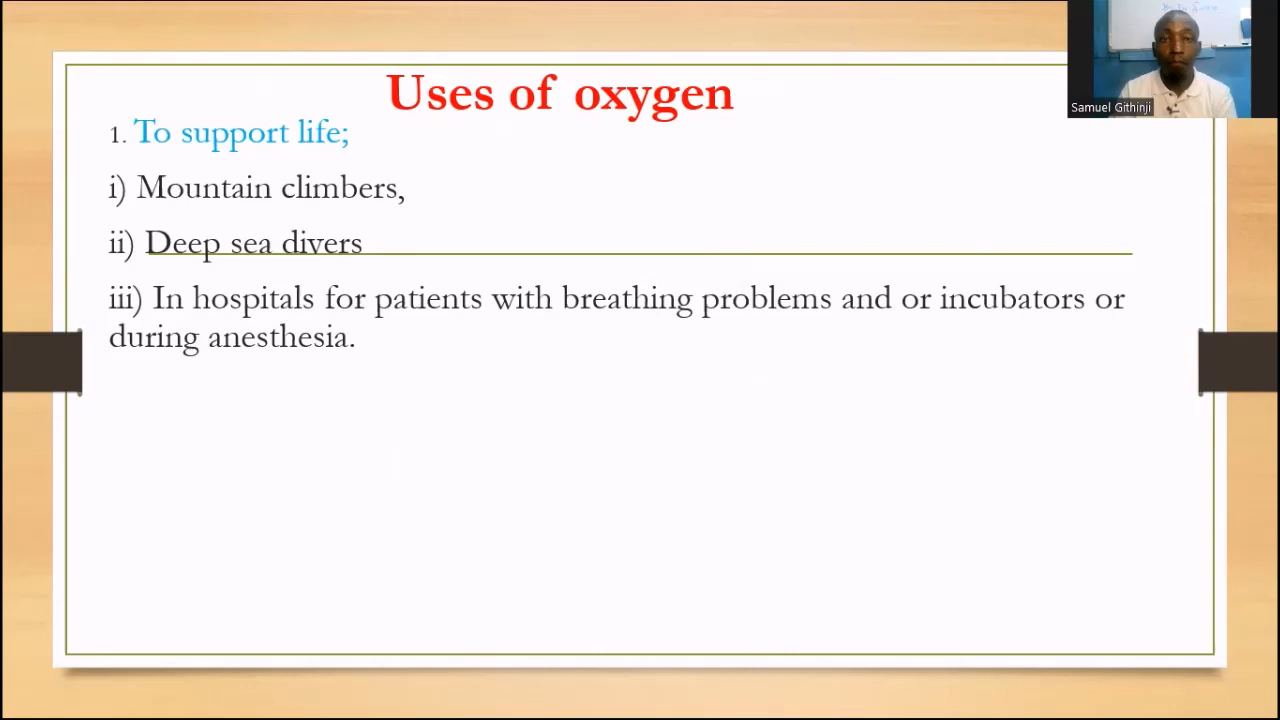 Uses of oxygen
1. To support life;
i) Mountain climbers,
ii) Deep sea divers
iii) In hospitals for patients with breathing problems and or incubators or
during anesthesia.
Samuel Githinji